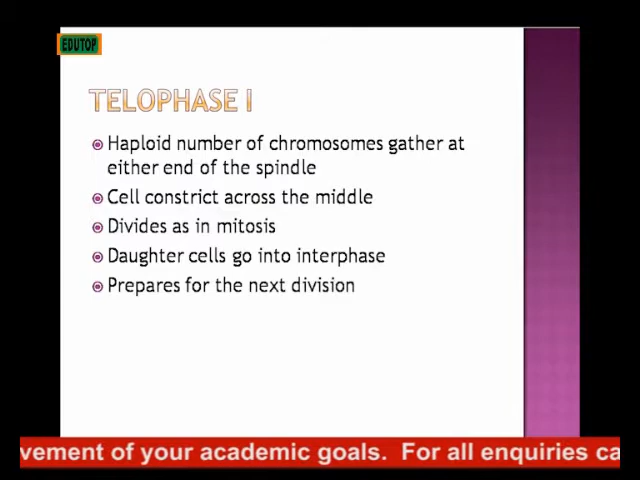 EDUTOP
TELOPHASE I
Haploid number of chromosomes gather at
either end of the spindle
Cell constrict across the middle
Divides as in mitosis
Daughter cells go into interphase
Prepares for the next division
vement of your academic goals. For all enquiries ca